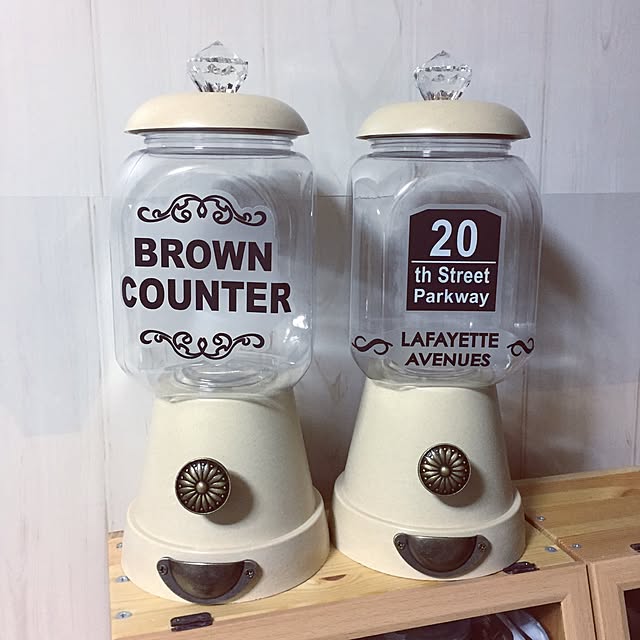 BROWN
COUNTER
20
th Street
Parkway
LAFAYETTE
AVENUES